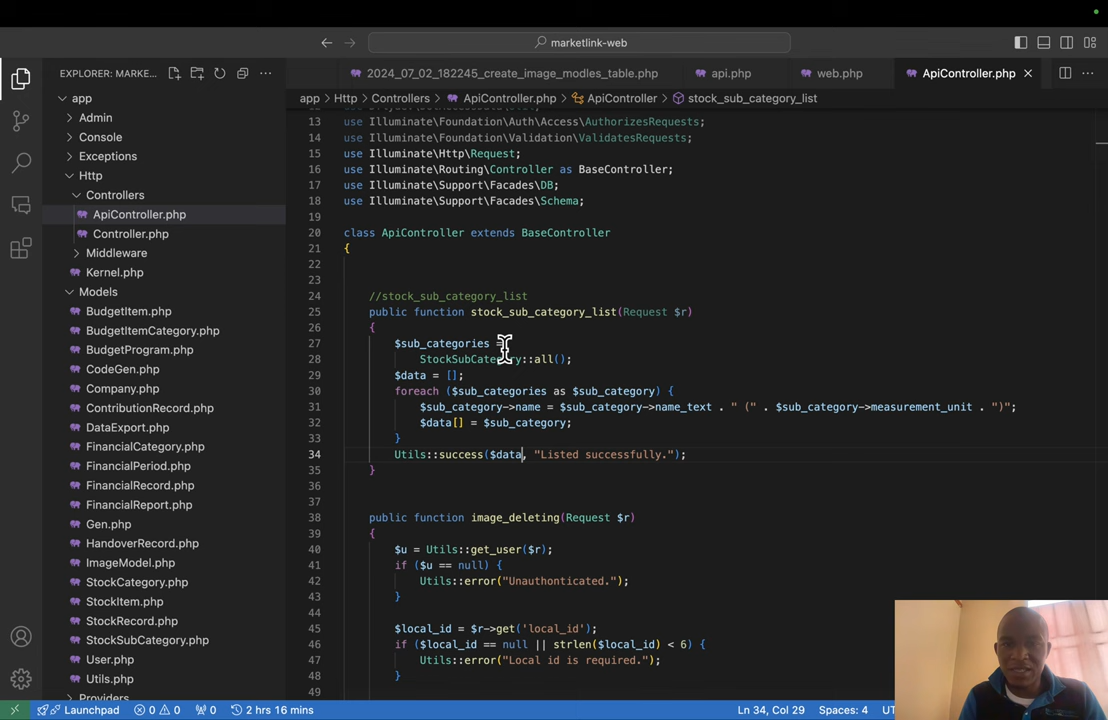 marketlink-web
EXPLORER: MARKE...
2024_07_02_182245_create_image_modles_table.php
api.php
web.php
ApiController.php
app > Http > Controllers > ApiController.php > ApiController > stock_sub_category_list
app
Admin
Console
Exceptions
Http
Controllers
ApiController.php
Controller.php
Middleware
Kernel.php
Models
BudgetItem.php
BudgetItemCategory.php
BudgetProgram.php
CodeGen.php
Company.php
ContributionRecord.php
DataExport.php
FinancialCategory.php
FinancialPeriod.php
FinancialRecord.php
FinancialReport.php
Gen.php
HandoverRecord.php
ImageModel.php
StockCategory.php
StockItem.php
StockRecord.php
StockSubCategory.php
User.php
Utils.php
Providers
13 use Illuminate\Foundation\Auth\Access\AuthorizesRequests;
14 use Illuminate\Foundation\Validation\ValidatesRequests;
15 use Illuminate\Http\Request;
16 use Illuminate\Routing\Controller as BaseController;
17 use Illuminate\Support\Facades\DB;
18 use Illuminate\Support\Facades\Schema;
19
20 class ApiController extends BaseController
21 {
22
23
24 //stock_sub_category_list
25 public function stock_sub_category_list(Request $r)
26 {
27 $sub_categories =
28 StockSubCategory::all();
29 $data = [];
30 foreach ($sub_categories as $sub_category) {
31 $sub_category->name = $sub_category->name_text . " (" . $sub_category->measurement_unit . ")";
32 $data[] = $sub_category;
33 }
34 Utils::success($data, "Listed successfully.");
35 }
36
37
38 public function image_deleting(Request $r)
39 {
40 $u = Utils::get_user($r);
41 if ($u == null) {
42 Utils::error("Unauthonticated.");
43 }
44
45 $local_id = $r->get('local_id');
46 if ($local_id == null || strlen($local_id) < 6) {
47 Utils::error("Local id is required.");
48 }
49
Launchpad
0 0
0
2 hrs 16 mins
Ln 34, Col 29
Spaces: 4